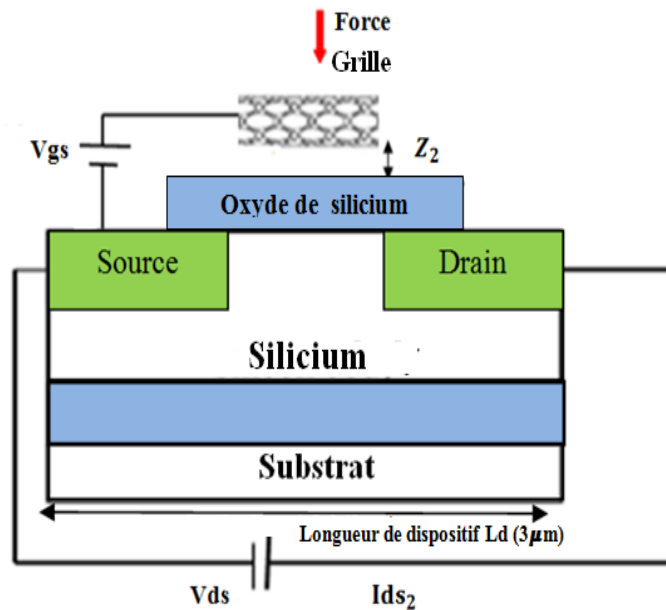 Force
Grille
Vgs
Z₂
Oxyde de silicium
Source
Drain
Silicium
Substrat
Longueur de dispositif Ld (3μm)
Vds
Ids₂